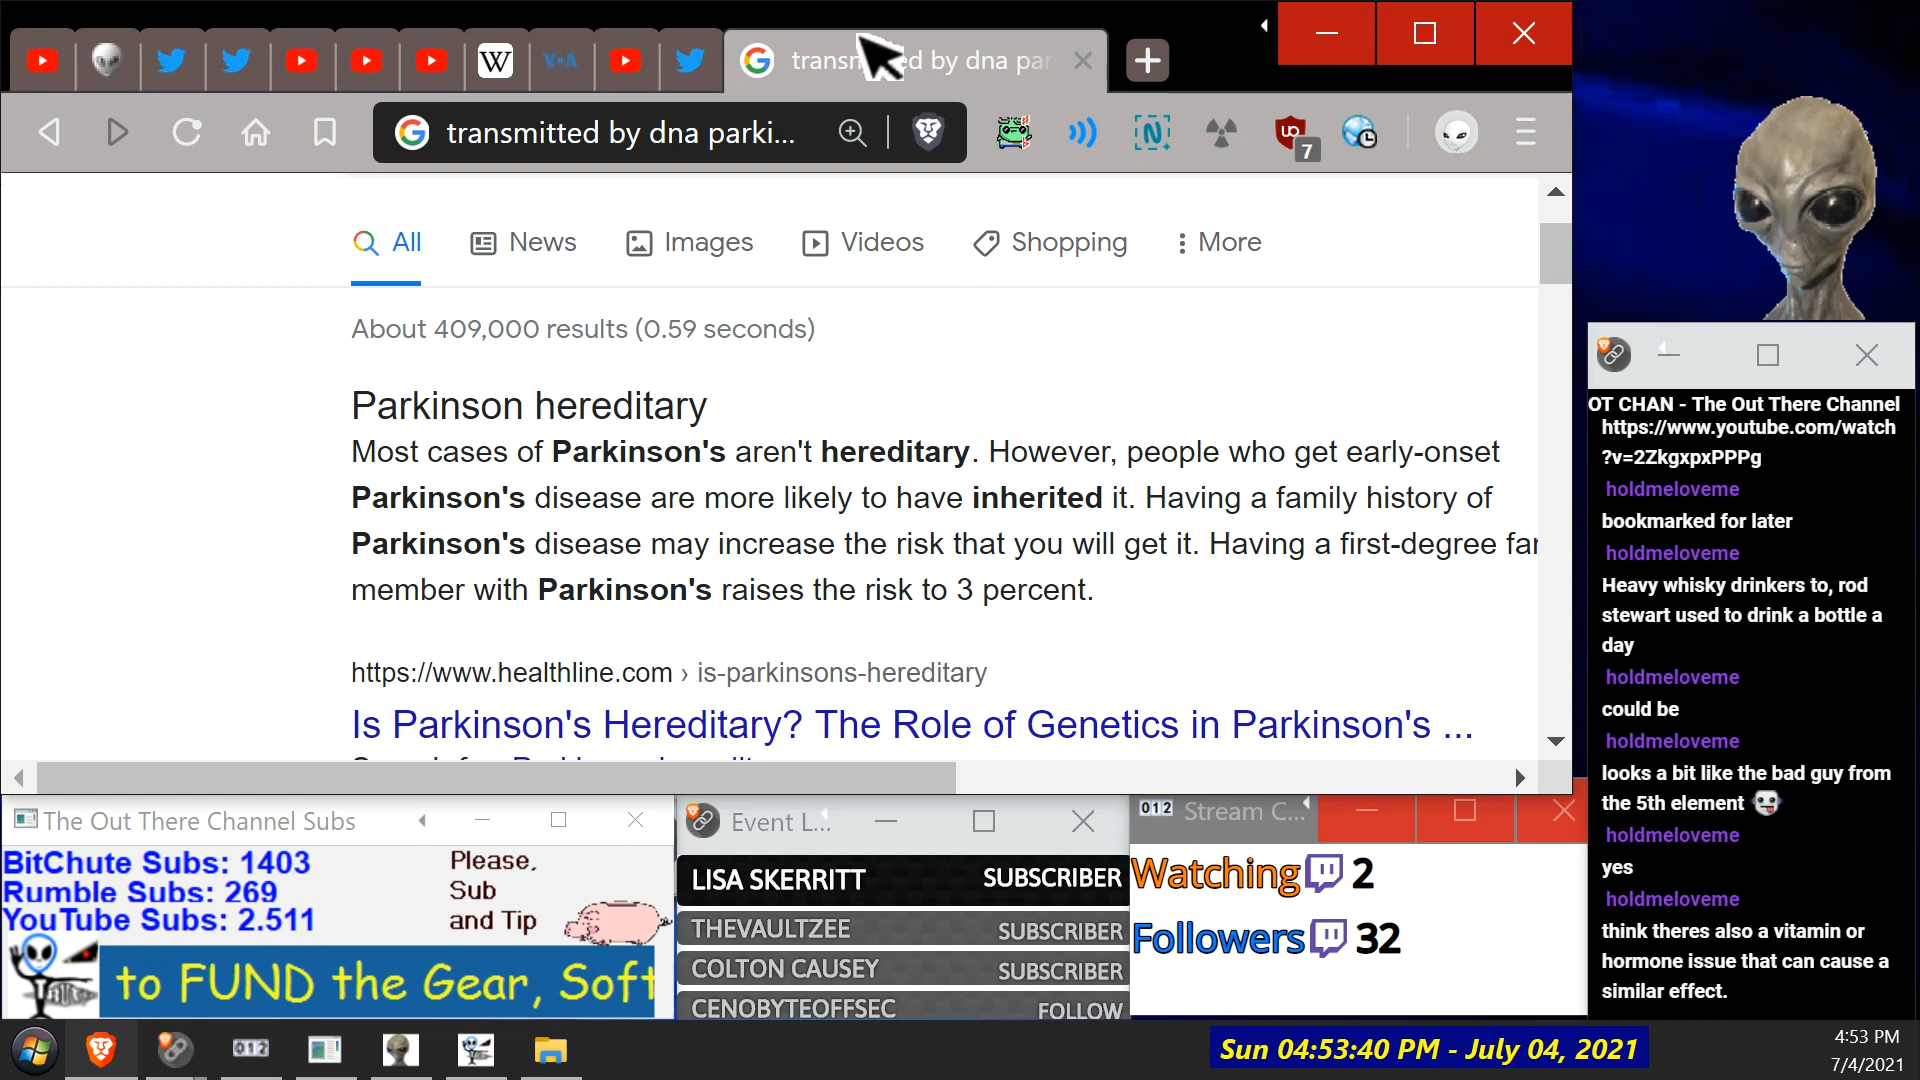 transmitted by dna par
W
VOA
transmitted by dna parki...
7
All
News
Images
Videos
Shopping
More
About 409,000 results (0.59 seconds)
Parkinson hereditary
Most cases of Parkinson's aren't hereditary. However, people who get early-onset
Parkinson's disease are more likely to have inherited it. Having a family history of
Parkinson's disease may increase the risk that you will get it. Having a first-degree
member with Parkinson's raises the risk to 3 percent.
https://www.healthline.com › is-parkinsons-hereditary
Is Parkinson's Hereditary? The Role of Genetics in Parkinson's ...
OT CHAN - The Out There Channel
https://www.youtube.com/watch
?v=2ZkgxpxPPPg
holdmeloveme
bookmarked for later
holdmeloveme
Heavy whisky drinkers to, rod
stewart used to drink a bottle a
day
holdmeloveme
could be
holdmeloveme
looks a bit like the bad guy from
the 5th element
holdmeloveme
yes
holdmeloveme
think theres also a vitamin or
hormone issue that can cause a
similar effect.
The Out There Channel Subs
BitChute Subs: 1403
Rumble Subs: 269
YouTube Subs: 2.511
Please,
Sub
and Tip
to FUND the Gear, Soft
Event L...
LISA SKERRITT SUBSCRIBER
THEVAULTZEE SUBSCRIBER
COLTON CAUSEY SUBSCRIBER
CENOBYTEOFFSEC FOLLOW
012 Stream C...
Watching 2
Followers 32
012
Sun 04:53:40 PM - July 04, 2021
4:53 PM
7/4/2021